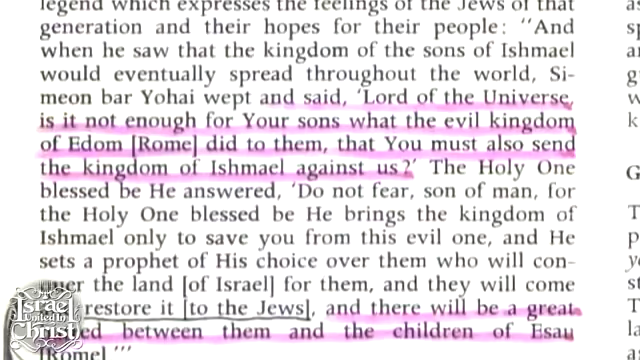 legend which expresses the feelings of the Jews of that
generation and their hopes for their people: "And
when he saw that the kingdom of the sons of Ishmael
would eventually spread throughout the world, Si-
meon bar Yohai wept and said, 'Lord of the Universe,
is it not enough for Your sons what the evil kingdom
of Edom [Rome] did to them, that You must also send
the kingdom of Ishmael against us?' The Holy One
blessed be He answered, 'Do not fear, son of man, for
the Holy One blessed be He brings the kingdom of
Ishmael only to save you from this evil one, and He
sets a prophet of His choice over them who will con-
the land [of Israel] for them, and they will come
restore it [to the Jews], and there will be a great
between them and the children of Esau
[Rome].'"
Israel
United In
Christ